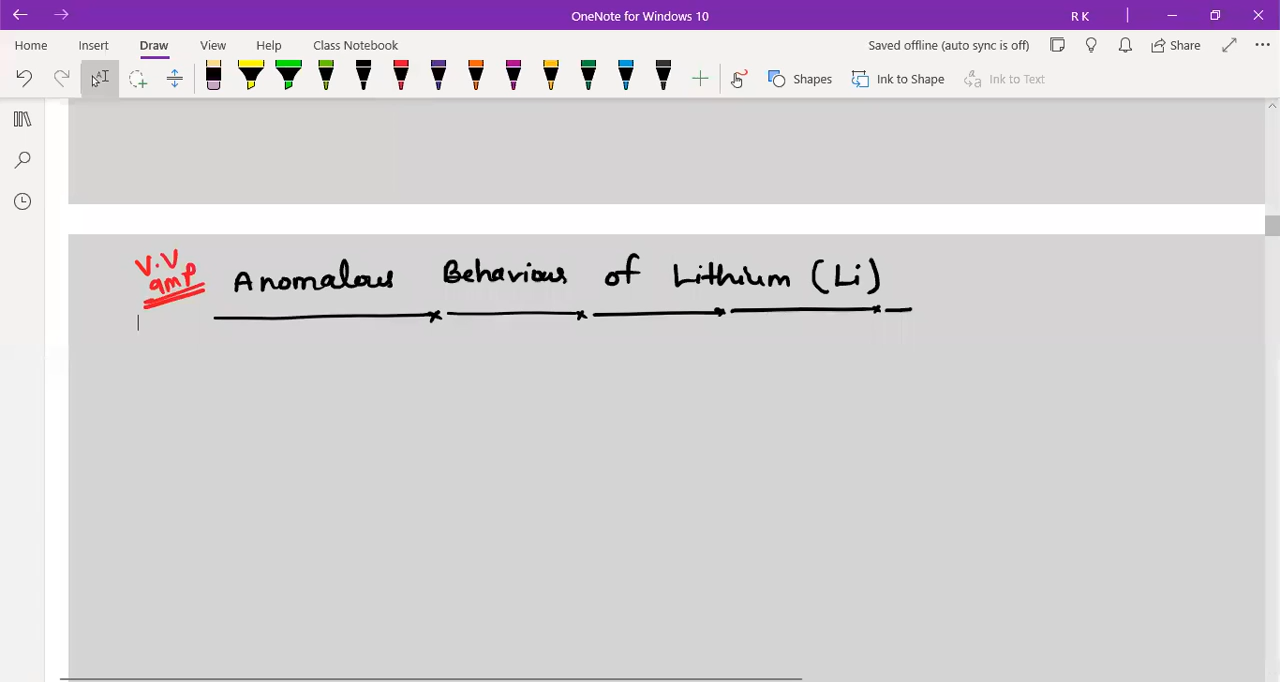 OneNote for Windows 10
R K
Home Insert Draw View Help Class Notebook
Saved offline (auto sync is off) Share
Shapes Ink to Shape Ink to Text
V.V
amp
Anomalous Behaviour of Lithium (Li)